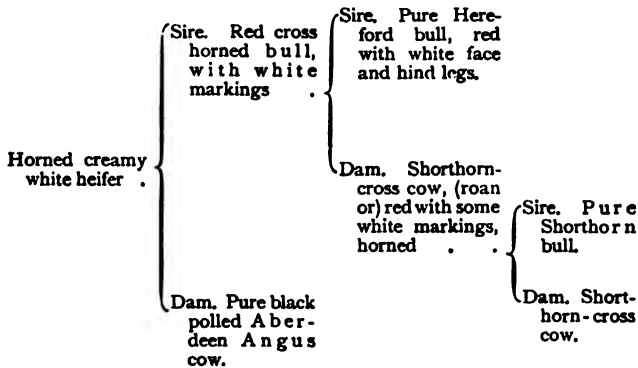 Horned creamy
white heifer .
Sire. Red cross
horned bull,
with white
markings .
Dam. Pure black
polled Aber-
deen Angus
cow.
Sire. Pure Here-
ford bull, red
with white face
and hind legs.
Dam. Shorthorn-
cross cow, (roan
or) red with some
white markings,
horned . .
Sire. Pure
Shorthorn
bull.
Dam. Short-
horn-cross
cow.